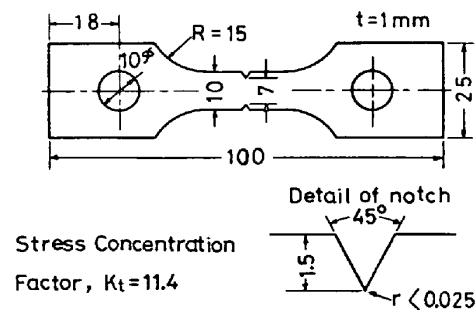 18
R = 15
t=1mm
10φ
10
7
25
100
Detail of notch
45°
Stress Concentration
Factor, Kt=11.4
1.5
r<0.025